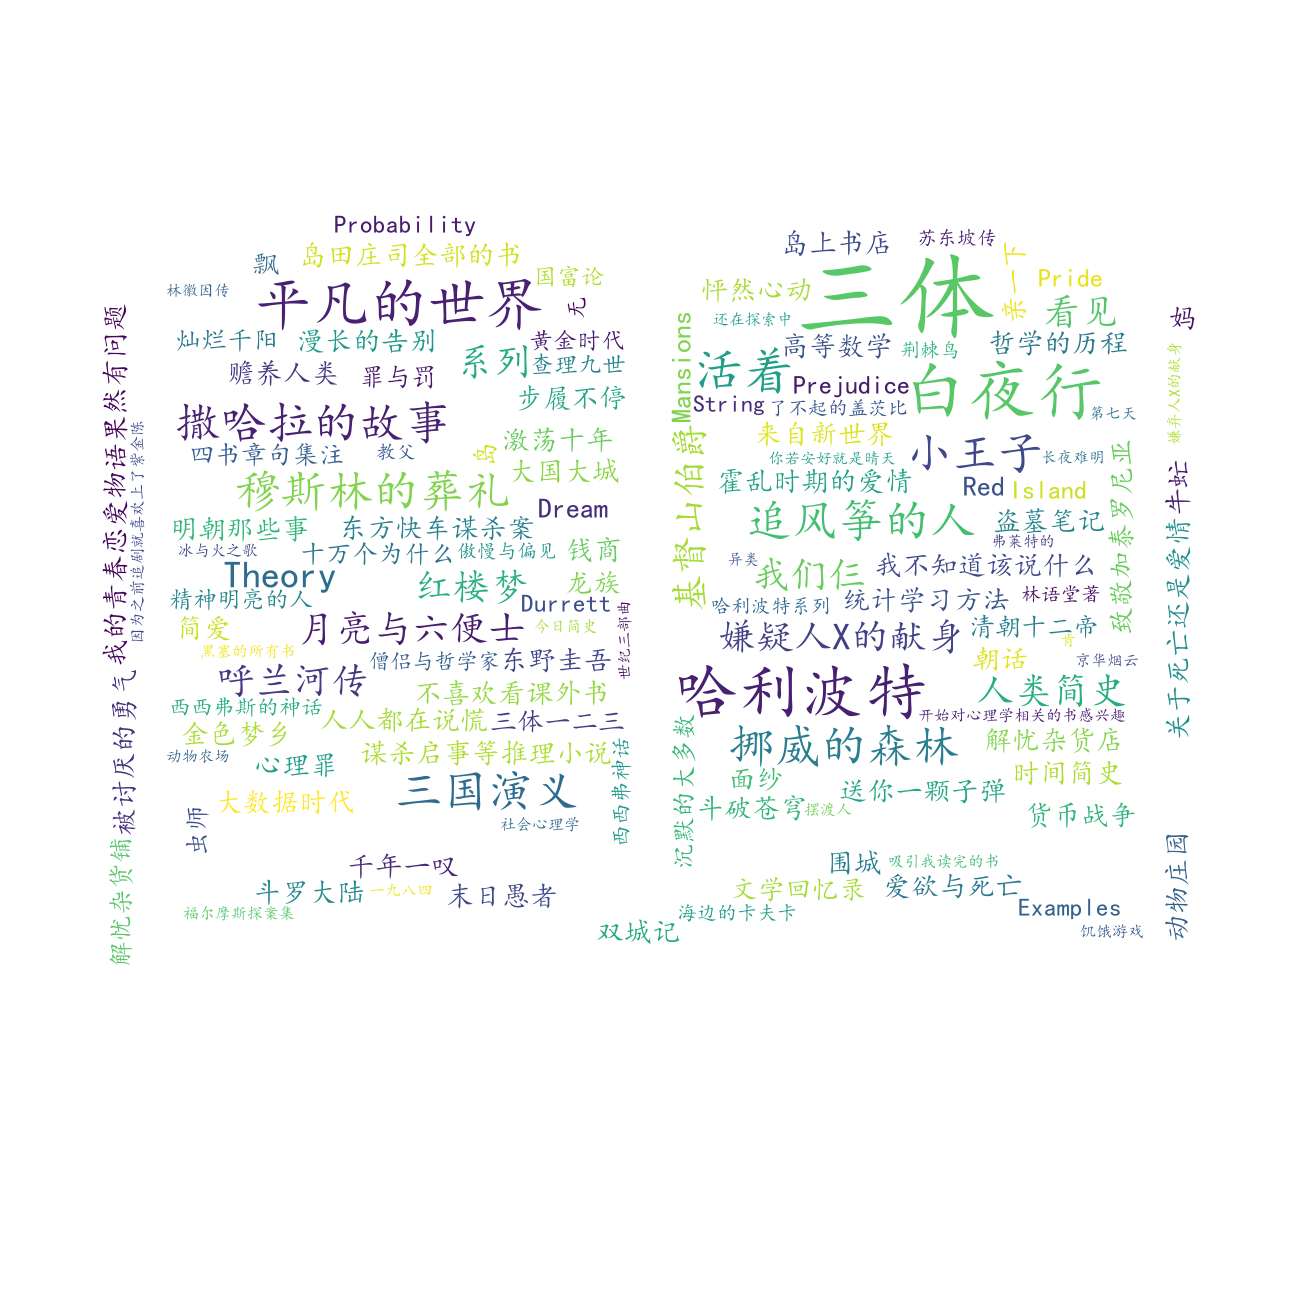 Probability
岛田庄司全部的书
飘
国富论
林徽因传
平凡的世界
无
灿烂千阳
漫长的告别
黄金时代
系列
查理九世
赡养人类
罪与罚
步履不停
撒哈拉的故事
激荡十年
四书章句集注
教父
岛
大国大城
穆斯林的葬礼
Dream
明朝那些事
东方快车谋杀案
冰与火之歌
十万个为什么
傲慢与偏见
钱商
Theory
红楼梦
龙族
精神明亮的人
Durrett
世纪三部曲
简爱
月亮与六便士
今日简史
黑塞的所有书
僧侣与哲学家
东野圭吾
呼兰河传
不喜欢看课外书
西西弗斯的神话
人人都在说慌
三体一二三
金色梦乡
动物农场
心理罪
谋杀启事等推理小说
西西弗神话
大数据时代
三国演义
社会心理学
虫师
千年一叹
斗罗大陆
一九八四
末日愚者
福尔摩斯探案集
双城记
我的青春恋爱物语果然有问题
因为之前追剧就喜欢上了紫金陈
被讨厌的勇气
解忧杂货铺
岛上书店
苏东坡传
怦然心动
三体
亲一下
Pride
还在探索中
看见
Mansions
高等数学
荆棘鸟
哲学的历程
活着
Prejudice
白夜行
String
了不起的盖茨比
第七天
来自新世界
小王子
你若安好就是晴天
长夜难明
霍乱时期的爱情
Red
Island
基督山伯爵
追风筝的人
盗墓笔记
弗莱特的
异类
我们仨
我不知道该说什么
致敬加泰罗尼亚
哈利波特系列
统计学习方法
林语堂著
嫌疑人X的献身
清朝十二帝
肯
朝话
京华烟云
哈利波特
人类简史
开始对心理学相关的书感兴趣
沉默的大多数
挪威的森林
解忧杂货店
面纱
时间简史
斗破苍穹
摆渡人
送你一颗子弹
货币战争
围城
吸引我读完的书
文学回忆录
爱欲与死亡
海边的卡夫卡
Examples
饥饿游戏
妈
嫌弃人X的献身
牛虻
关于死亡还是爱情
动物庄园